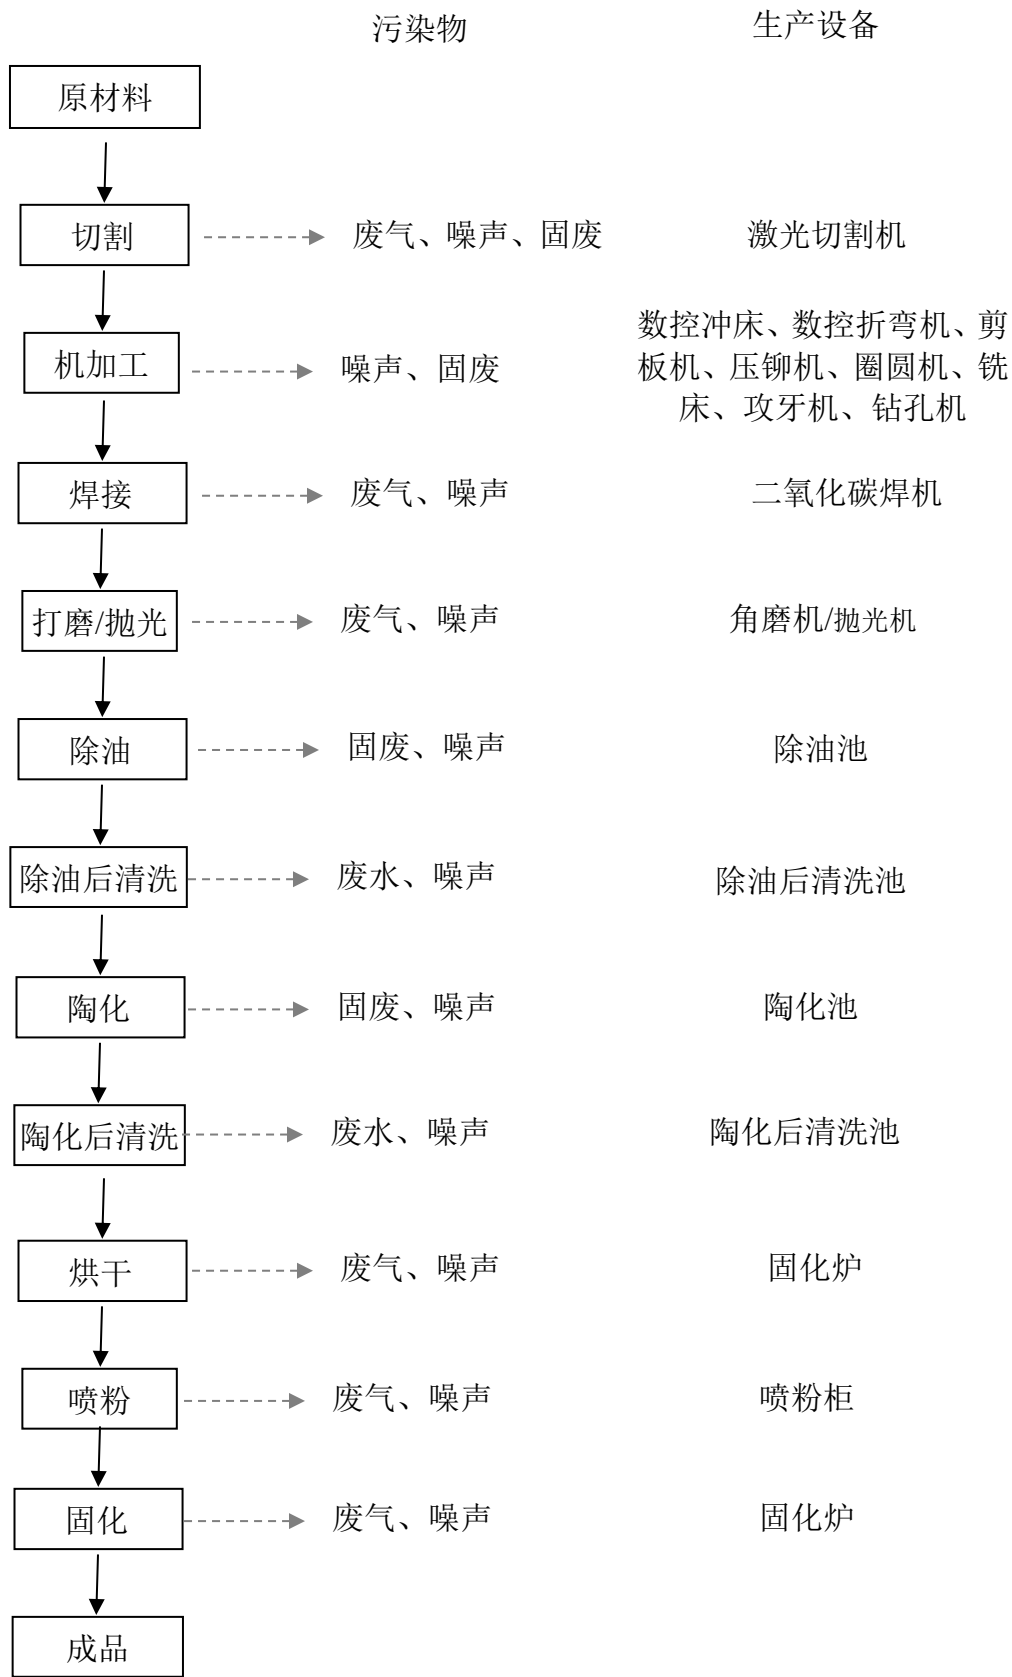 污染物 生产设备
原材料
切割 废气、噪声、固废 激光切割机
数控冲床、数控折弯机、剪
机加工 噪声、固废 板机、压铆机、圈圆机、铣
床、攻牙机、钻孔机
焊接 废气、噪声 二氧化碳焊机
打磨/抛光 废气、噪声 角磨机/抛光机
除油 固废、噪声 除油池
除油后清洗 废水、噪声 除油后清洗池
陶化 固废、噪声 陶化池
陶化后清洗 废水、噪声 陶化后清洗池
烘干 废气、噪声 固化炉
喷粉 废气、噪声 喷粉柜
固化 废气、噪声 固化炉
成品